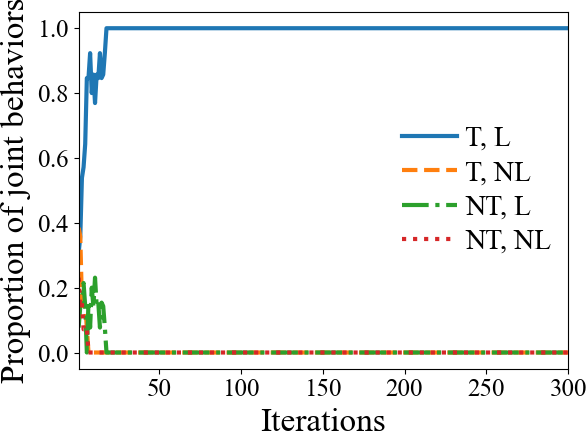 Proportion of joint behaviors
1.0
0.8
0.6
0.4
0.2
0.0
T, L
T, NL
NT, L
NT, NL
50 100 150 200 250 300
Iterations